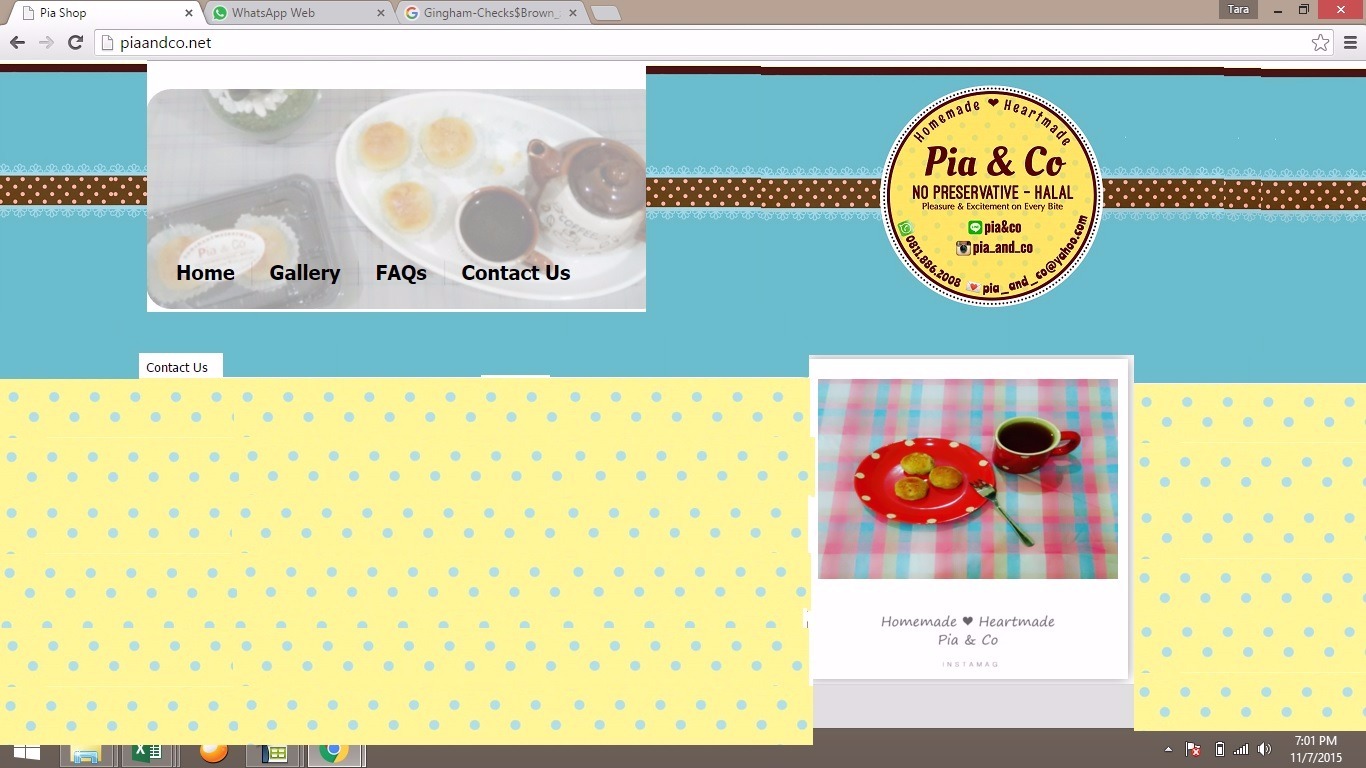 Pia Shop
WhatsApp Web
Gingham-Checks$Brown_
Tara
piaandco.net
Homemade ❤ Heartmade
Pia & Co
NO PRESERVATIVE - HALAL
Pleasure & Excitement on Every Bite
pia&co
pia_and_co
0811.886.2008
pia_and_co@yahoo.com
Pia & Co
Home
Gallery
FAQs
Contact Us
Contact Us
Homemade ❤ Heartmade
Pia & Co
INSTAMAG
7:01 PM
11/7/2015